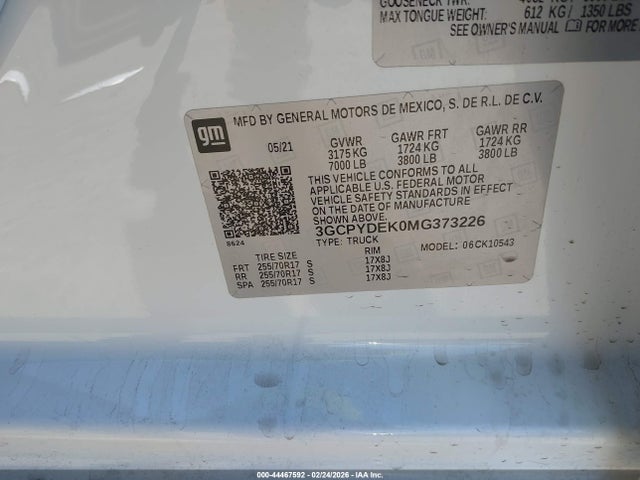 MAX TONGUE WEIGHT: 612 KG / 1350 LBS
SEE OWNER'S MANUAL FOR MORE
gm
MFD BY GENERAL MOTORS DE MEXICO, S. DE R.L. DE C.V.
05/21 GVWR GAWR FRT GAWR RR
3175 KG 1724 KG 1724 KG
7000 LB 3800 LB 3800 LB
THIS VEHICLE CONFORMS TO ALL
APPLICABLE U.S. FEDERAL MOTOR
VEHICLE SAFETY STANDARDS IN EFFECT
ON THE DATE OF MANUFACTURE
SHOWN ABOVE.
3GCPYDEK0MG373226
TYPE: TRUCK MODEL: 06CK10543
8624
TIRE SIZE RIM
FRT 255/70R17 S 17X8J
RR 255/70R17 S 17X8J
SPA 255/70R17 S 17X8J
000-44467592 - 02/24/2026 - IAA Inc.